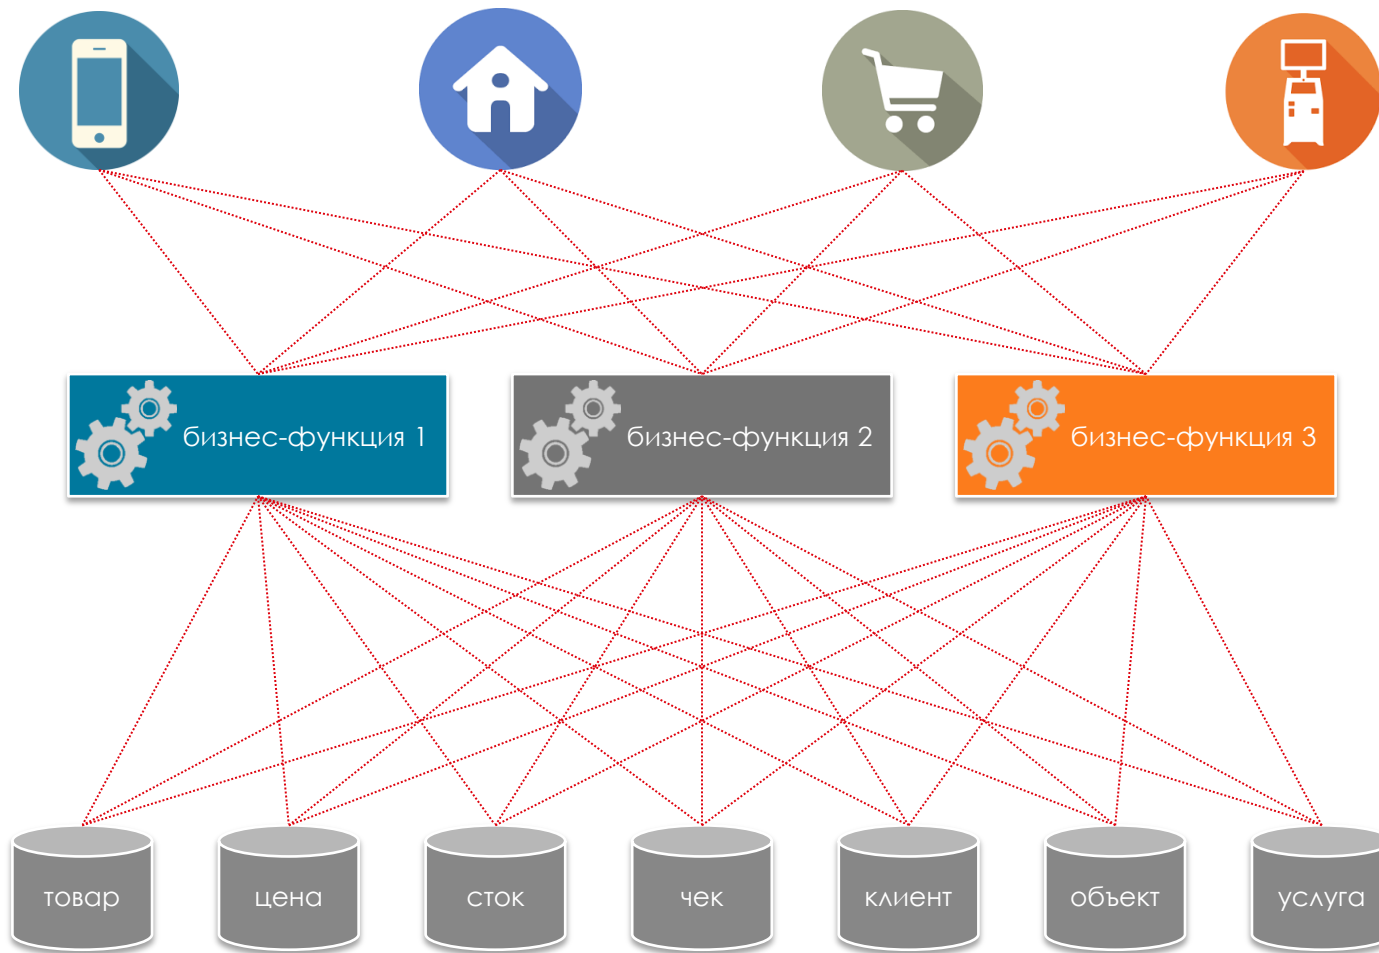 бизнес-функция 1
бизнес-функция 2
бизнес-функция 3
товар
цена
сток
чек
клиент
объект
услуга